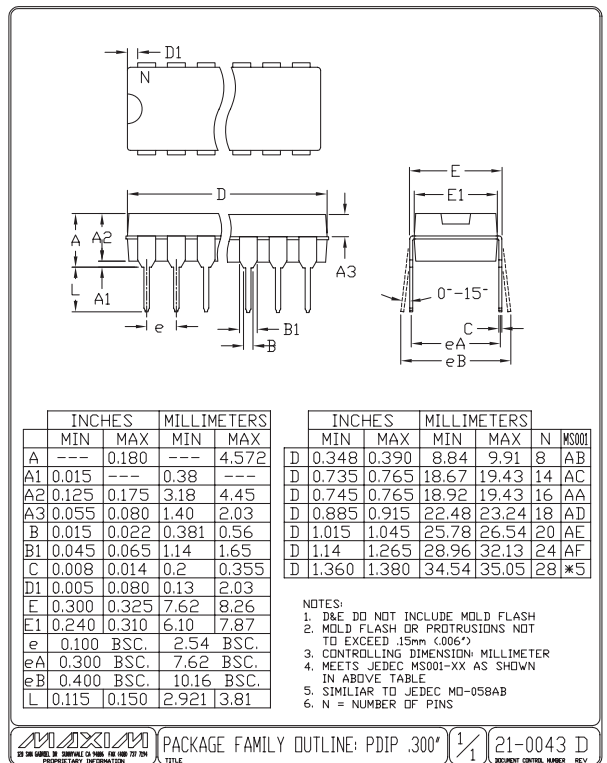 D1
N
D
A
A2
L
A1
A3
e
B1
B
E
E1
0°-15°
C
eA
eB
INCHES MILLIMETERS
MIN MAX MIN MAX
A --- 0.180 --- 4.572
A1 0.015 --- 0.38 ---
A2 0.125 0.175 3.18 4.45
A3 0.055 0.080 1.40 2.03
B 0.015 0.022 0.381 0.56
B1 0.045 0.065 1.14 1.65
C 0.008 0.014 0.2 0.355
D1 0.005 0.080 0.13 2.03
E 0.300 0.325 7.62 8.26
E1 0.240 0.310 6.10 7.87
e 0.100 BSC. 2.54 BSC.
eA 0.300 BSC. 7.62 BSC.
eB 0.400 BSC. 10.16 BSC.
L 0.115 0.150 2.921 3.81
INCHES MILLIMETERS
MIN MAX MIN MAX N MS001
D 0.348 0.390 8.84 9.91 8 AB
D 0.735 0.765 18.67 19.43 14 AC
D 0.745 0.765 18.92 19.43 16 AA
D 0.885 0.915 22.48 23.24 18 AD
D 1.015 1.045 25.78 26.54 20 AE
D 1.14 1.265 28.96 32.13 24 AF
D 1.360 1.380 34.54 35.05 28 *5
NOTES:
1. D&E DO NOT INCLUDE MOLD FLASH
2. MOLD FLASH OR PROTRUSIONS NOT
TO EXCEED .15mm (.006")
3. CONTROLLING DIMENSION: MILLIMETER
4. MEETS JEDEC MS001-XX AS SHOWN
IN ABOVE TABLE
5. SIMILIAR TO JEDEC MO-058AB
6. N = NUMBER OF PINS
MAXIM
120 SAN GABRIEL DR SUNNYVALE CA 94086 FAX (408) 737 7194
PROPRIETARY INFORMATION
PACKAGE FAMILY OUTLINE: PDIP .300"
TITLE
1/1
21-0043 D
DOCUMENT CONTROL NUMBER REV